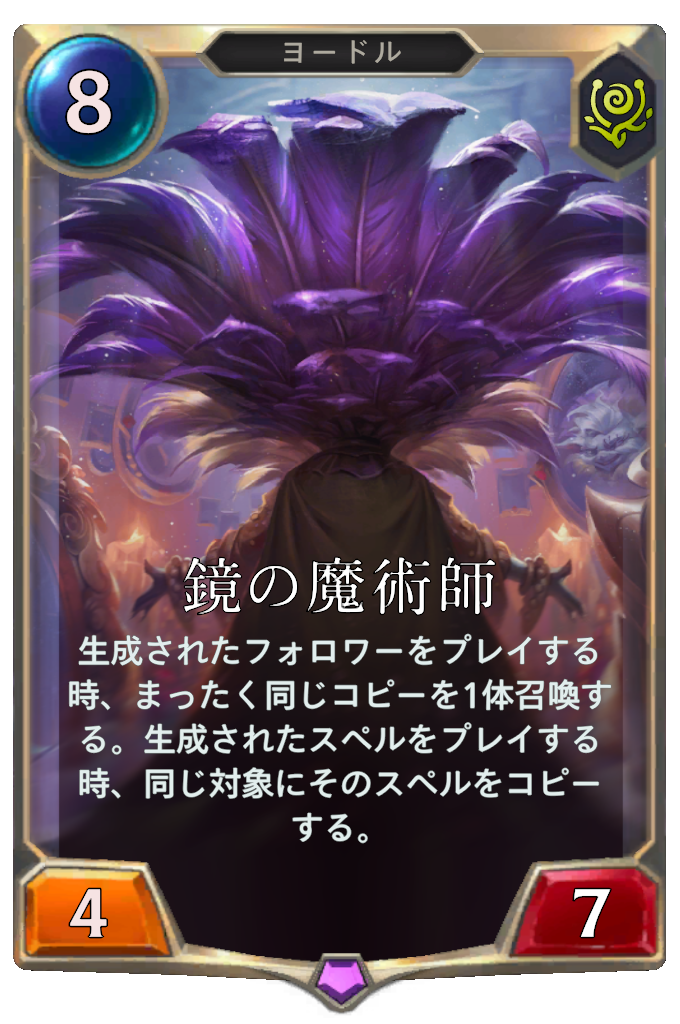 ヨードル
8
鏡の魔術師
生成されたフォロワーをプレイする
時、まったく同じコピーを1体召喚す
る。生成されたスペルをプレイする
時、同じ対象にそのスペルをコピー
する。
4
7